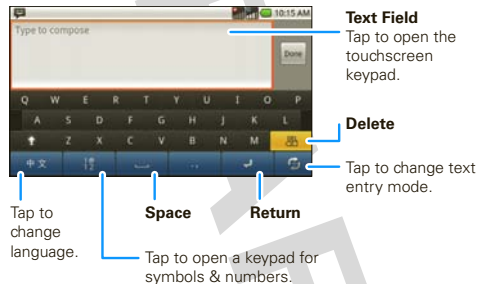 10:15 AM
Type to compose
Done
Q W E R T Y U I O P
A S D F G H J K L
Z X C V B N M
中文
Text Field
Tap to open the
touchscreen
keypad.
Delete
Tap to change text
entry mode.
Tap to
change
language.
Space
Return
Tap to open a keypad for
symbols & numbers.